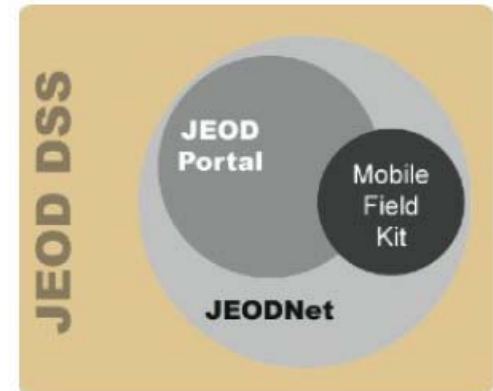 JEOD DSS
JEOD
Portal
Mobile
Field
Kit
JEODNet